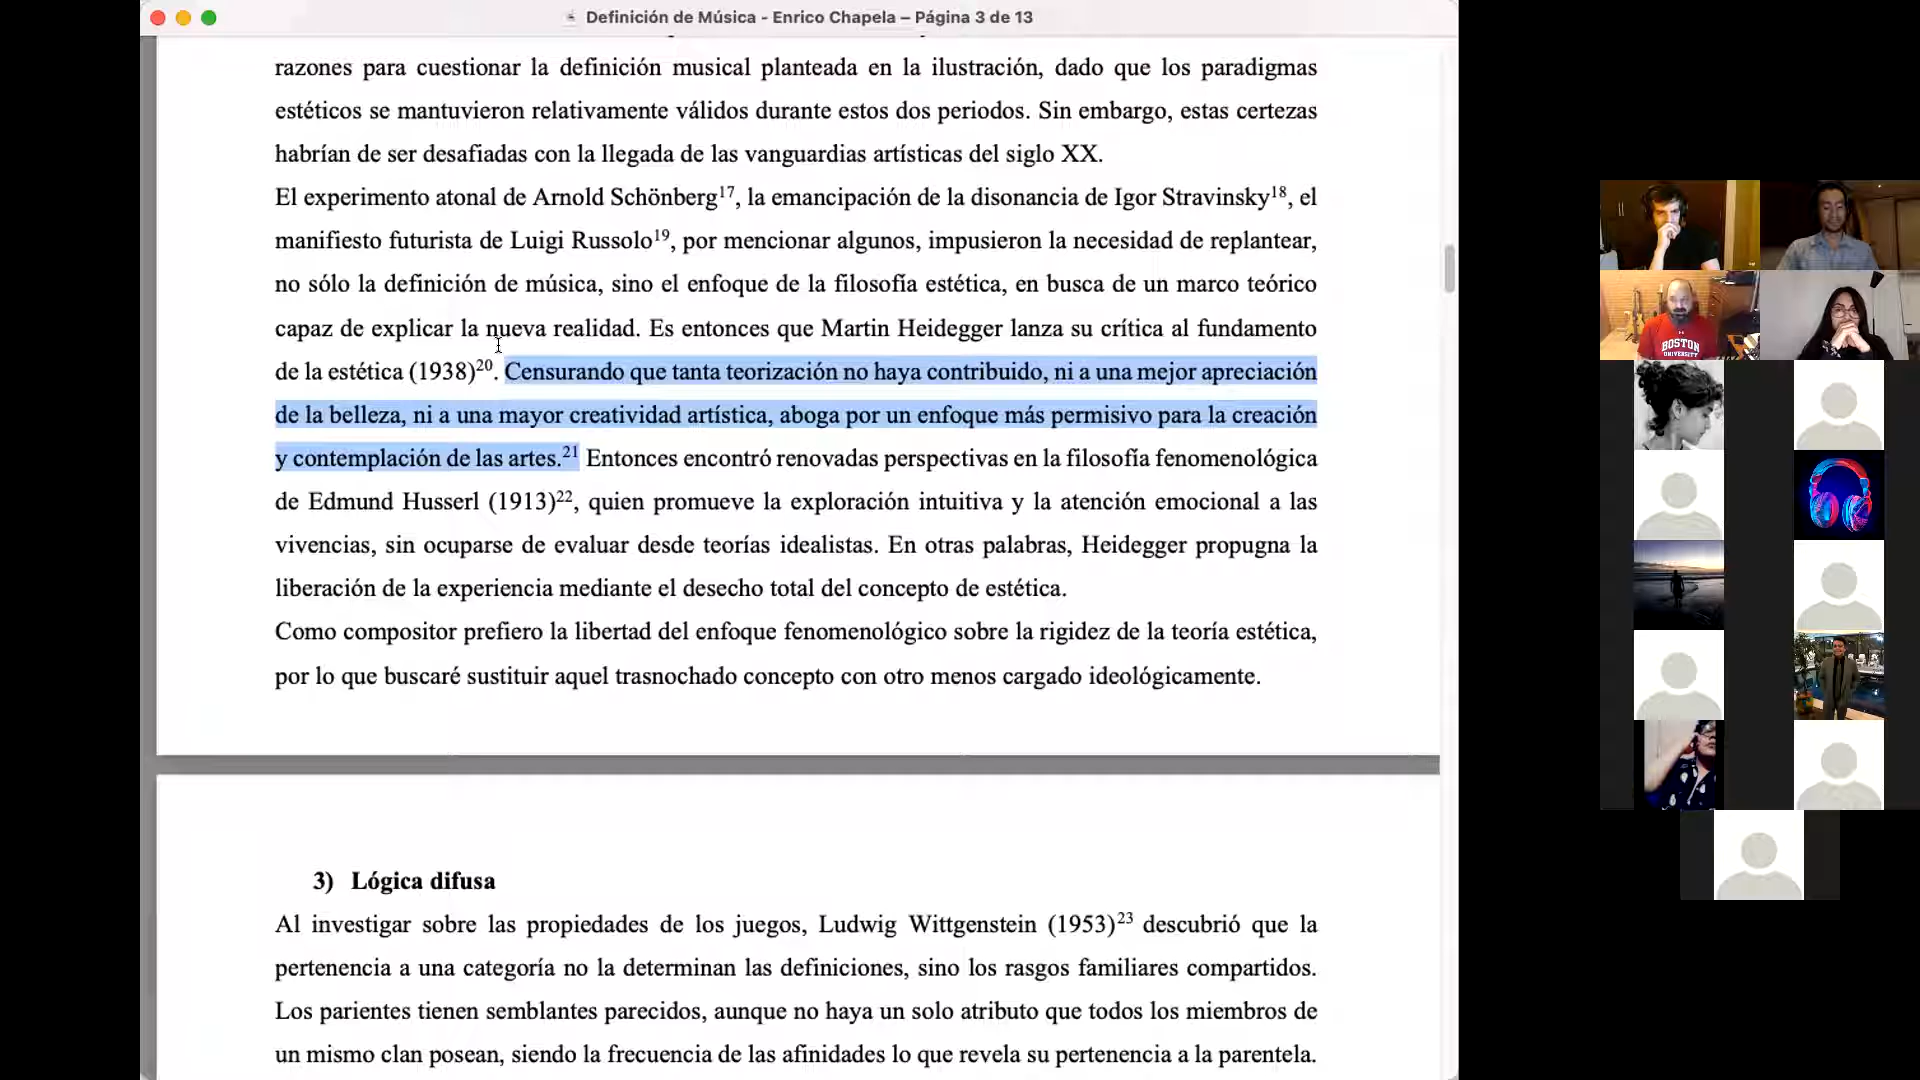 Definición de Música - Enrico Chapela – Página 3 de 13
razones para cuestionar la definición musical planteada en la ilustración, dado que los paradigmas
estéticos se mantuvieron relativamente válidos durante estos dos periodos. Sin embargo, estas certezas
habrían de ser desafiadas con la llegada de las vanguardias artísticas del siglo XX.
El experimento atonal de Arnold Schönberg17, la emancipación de la disonancia de Igor Stravinsky18, el
manifiesto futurista de Luigi Russolo19, por mencionar algunos, impusieron la necesidad de replantear,
no sólo la definición de música, sino el enfoque de la filosofía estética, en busca de un marco teórico
capaz de explicar la nueva realidad. Es entonces que Martin Heidegger lanza su crítica al fundamento
de la estética (1938)20. Censurando que tanta teorización no haya contribuido, ni a una mejor apreciación
de la belleza, ni a una mayor creatividad artística, aboga por un enfoque más permisivo para la creación
y contemplación de las artes.21 Entonces encontró renovadas perspectivas en la filosofía fenomenológica
de Edmund Husserl (1913)22, quien promueve la exploración intuitiva y la atención emocional a las
vivencias, sin ocuparse de evaluar desde teorías idealistas. En otras palabras, Heidegger propugna la
liberación de la experiencia mediante el desecho total del concepto de estética.
Como compositor prefiero la libertad del enfoque fenomenológico sobre la rigidez de la teoría estética,
por lo que buscaré sustituir aquel trasnochado concepto con otro menos cargado ideológicamente.
3) Lógica difusa
Al investigar sobre las propiedades de los juegos, Ludwig Wittgenstein (1953)23 descubrió que la
pertenencia a una categoría no la determinan las definiciones, sino los rasgos familiares compartidos.
Los parientes tienen semblantes parecidos, aunque no haya un solo atributo que todos los miembros de
un mismo clan posean, siendo la frecuencia de las afinidades lo que revela su pertenencia a la parentela.
BOSTON
UNIVERSITY